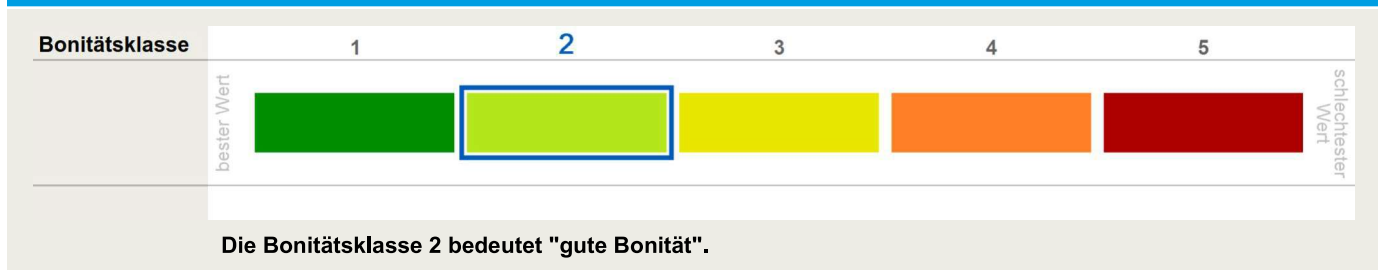 Bonitätsklasse 1 2 3 4 5
bester Wert
schlechtester
Wert
Die Bonitätsklasse 2 bedeutet "gute Bonität".